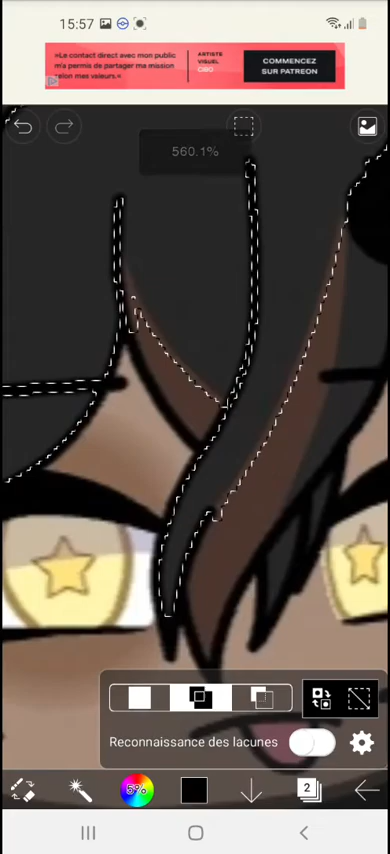 15:57
»Le contact direct avec mon public
m'a permis de partager ma mission
selon mes valeurs.«
ARTISTE
VISUEL
COMMENCEZ
SUR PATREON
560.1%
Reconnaissance des lacunes
5%
2